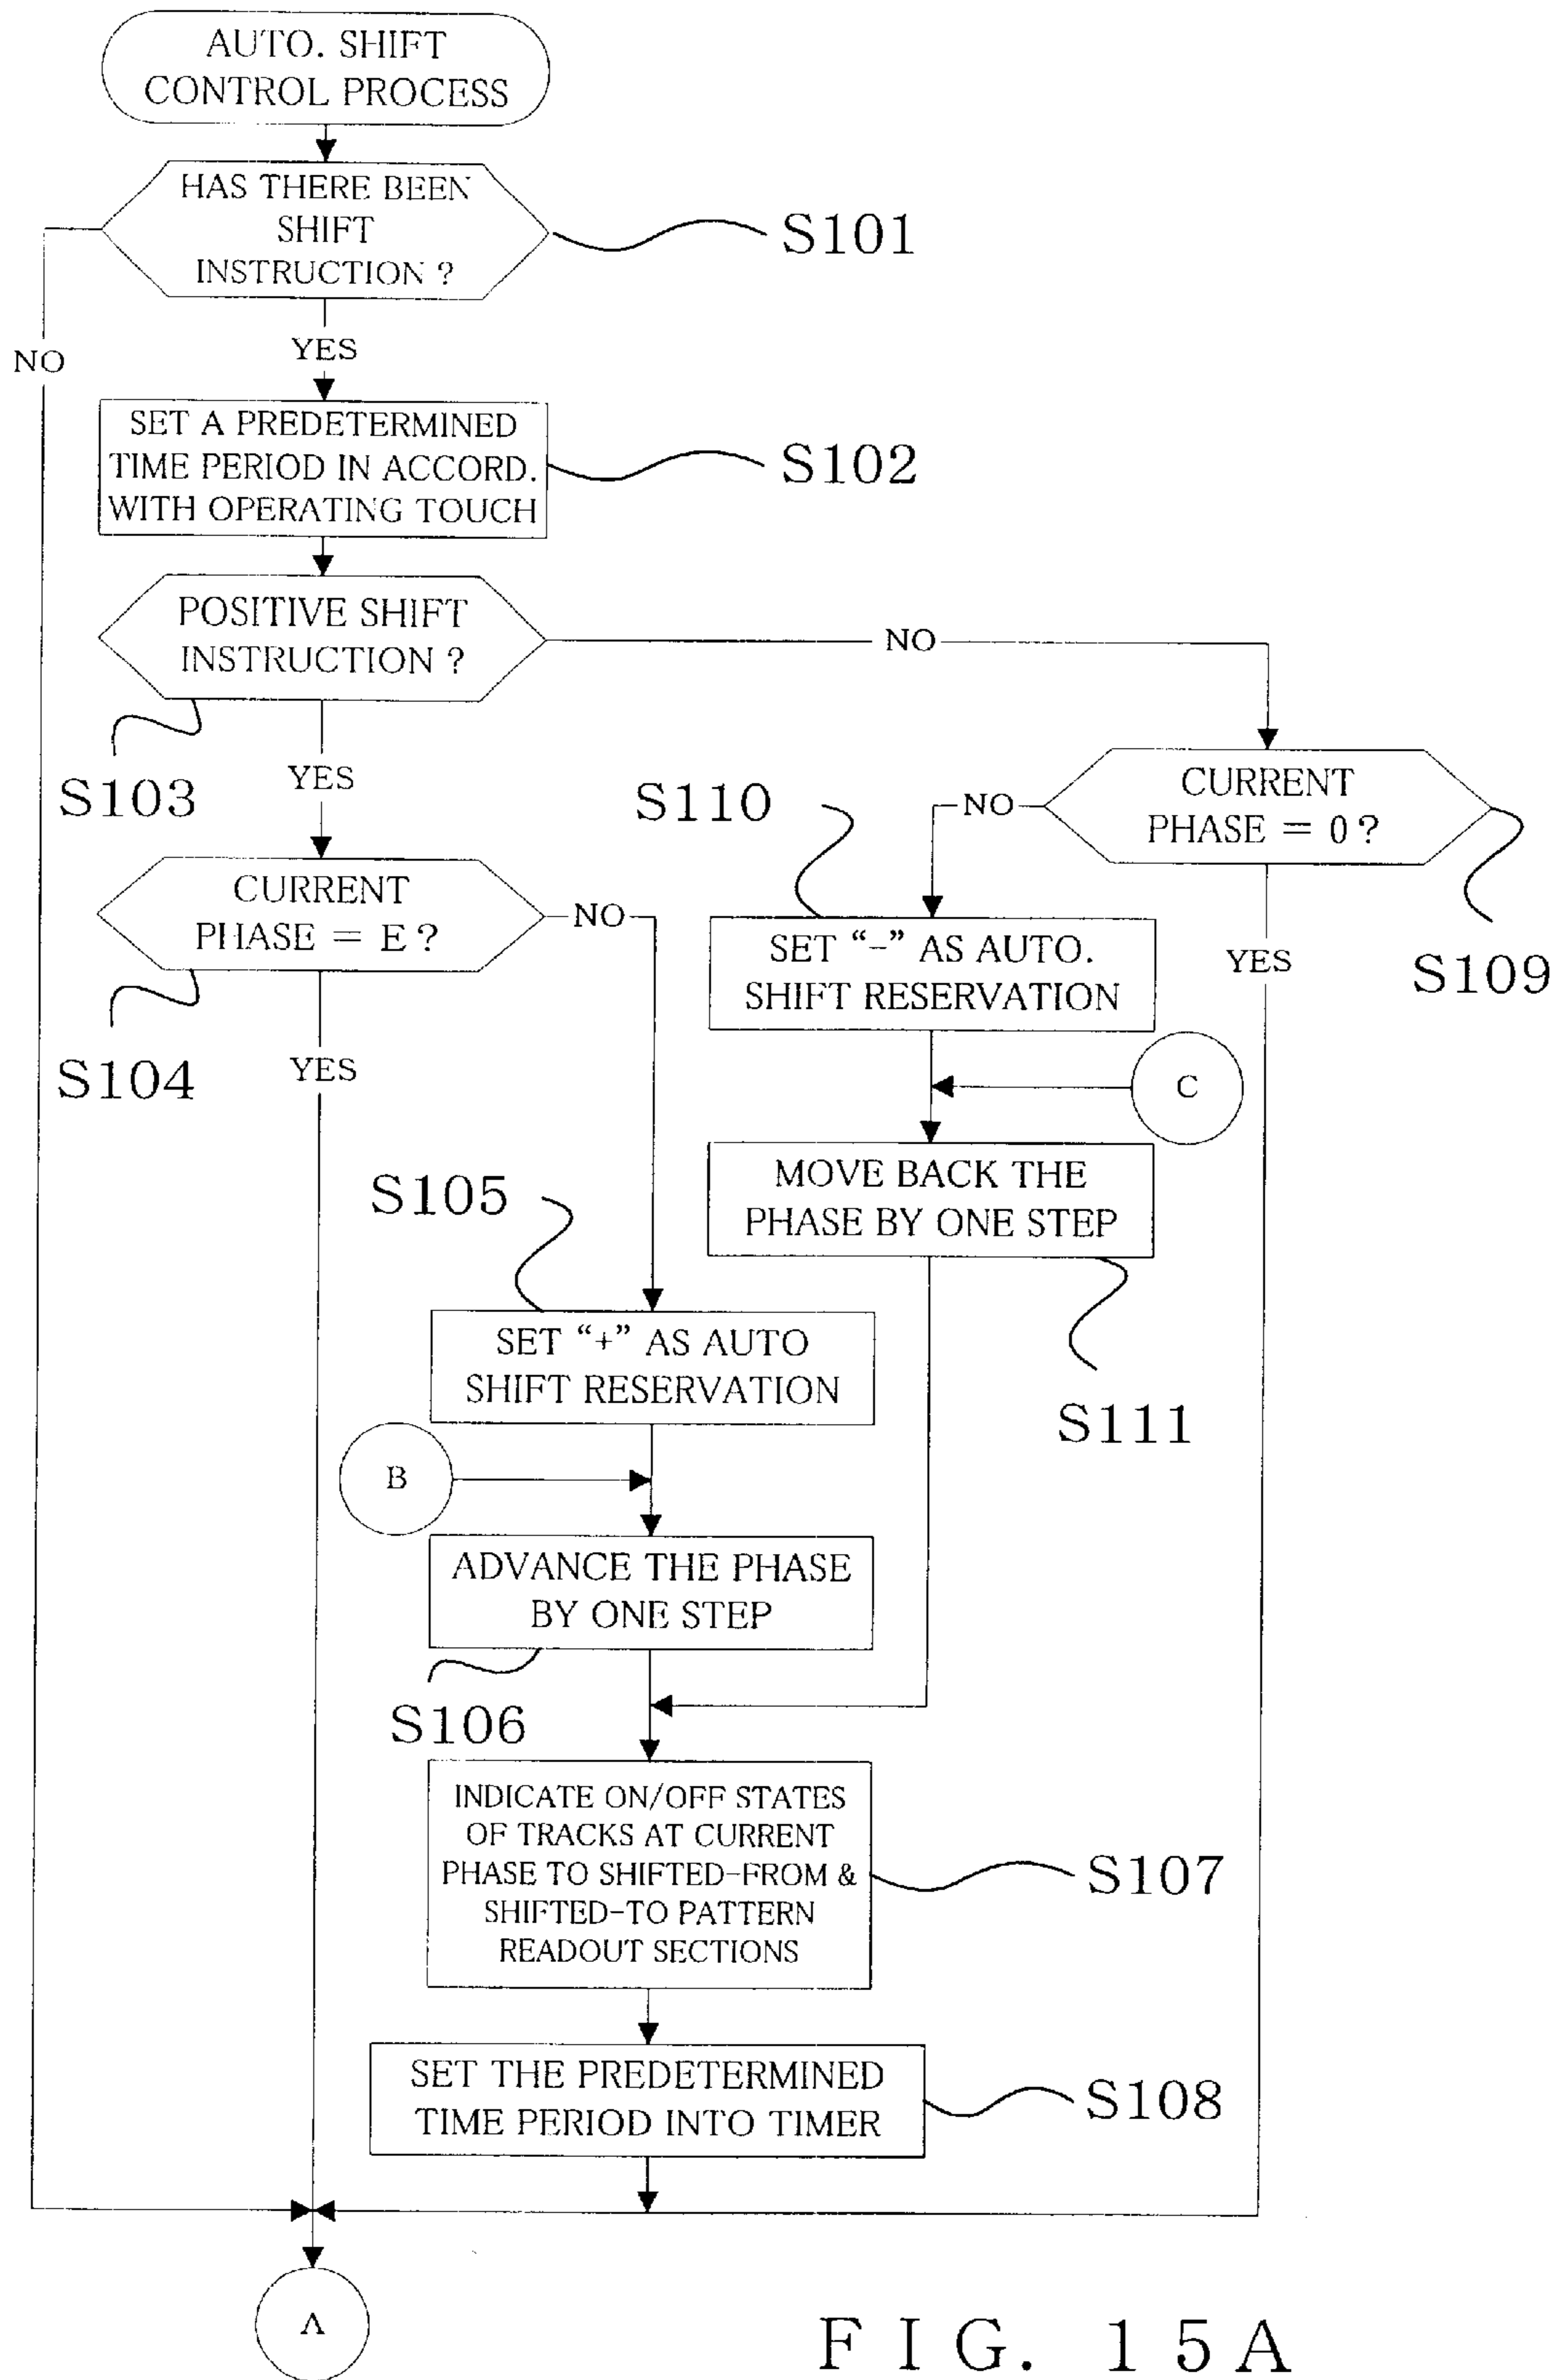 AUTO. SHIFT
CONTROL PROCESS
HAS THERE BEEN
SHIFT
INSTRUCTION ?
S101
NO
YES
SET A PREDETERMINED
TIME PERIOD IN ACCORD.
WITH OPERATING TOUCH
S102
POSITIVE SHIFT
INSTRUCTION ?
NO
S103
YES
CURRENT
PHASE = 0 ?
S109
NO
YES
S110
CURRENT
PHASE = E ?
NO
S104
YES
SET “-” AS AUTO.
SHIFT RESERVATION
C
MOVE BACK THE
PHASE BY ONE STEP
S111
S105
SET “+” AS AUTO
SHIFT RESERVATION
B
ADVANCE THE PHASE
BY ONE STEP
S106
INDICATE ON/OFF STATES
OF TRACKS AT CURRENT
PHASE TO SHIFTED-FROM &
SHIFTED-TO PATTERN
READOUT SECTIONS
S107
SET THE PREDETERMINED
TIME PERIOD INTO TIMER
S108
A
FIG. 15A